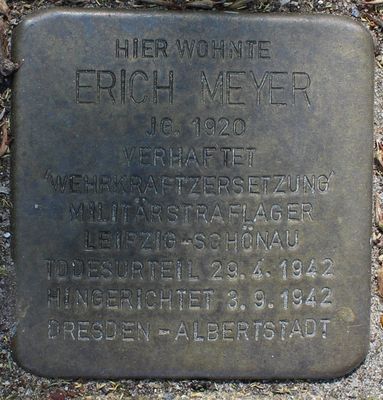 HIER WOHNTE
ERICH MEYER
JG. 1920
VERHAFTET
'WEHRKRAFTZERSETZUNG'
MILITÄRSTRAFLAGER
LEIPZIG-SCHÖNAU
TODESURTEIL 29.4.1942
HINGERICHTET 3.9.1942
DRESDEN-ALBERTSTADT